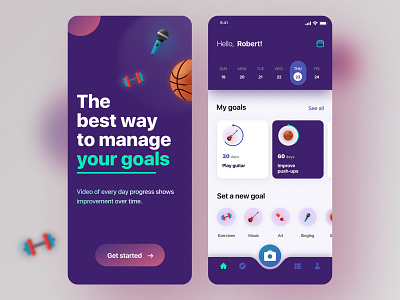 The
best way
to manage
your goals
Video of every day progress shows
improvement over time.
Get started
9:41
Hello, Robert!
SUN MON TUE WED THU FRI SAT
19 20 21 22 23 25 24
My goals
See all
30 days
Play guitar
60 days
Improve
push-ups
Set a new goal
Exercises Music Art Singing